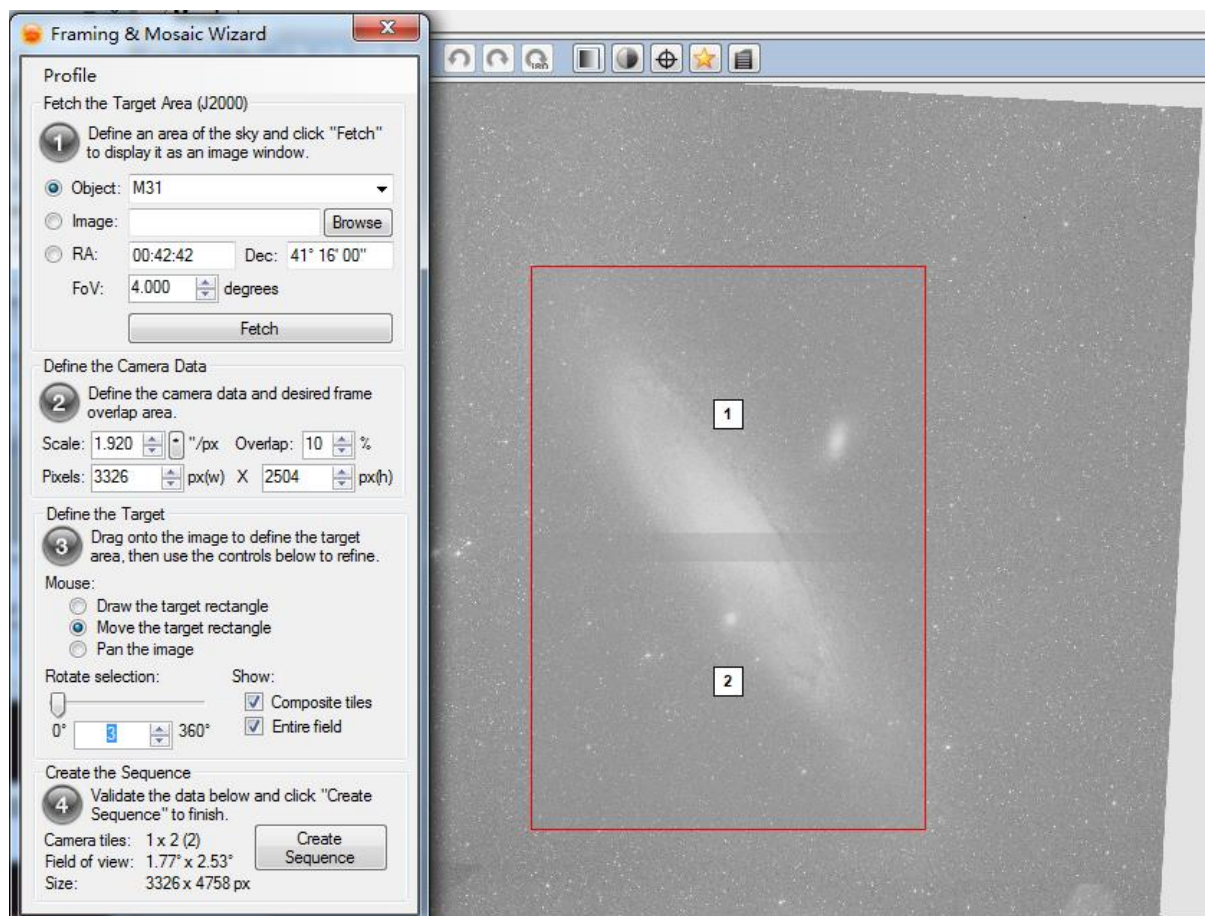 Framing & Mosaic Wizard
Profile
Fetch the Target Area (J2000)
1
Define an area of the sky and click "Fetch"
to display it as an image window.
Object: M31
Image: Browse
RA: 00:42:42 Dec: 41° 16' 00"
FoV: 4.000 degrees
Fetch
Define the Camera Data
2
Define the camera data and desired frame
overlap area.
Scale: 1.920 * "/px Overlap: 10 %
Pixels: 3326 px(w) X 2504 px(h)
Define the Target
3
Drag onto the image to define the target
area, then use the controls below to refine.
Mouse:
Draw the target rectangle
Move the target rectangle
Pan the image
Rotate selection: Show:
Composite tiles
0° 3 360° Entire field
Create the Sequence
4
Validate the data below and click "Create
Sequence" to finish.
Camera tiles: 1 x 2 (2)
Field of view: 1.77° x 2.53°
Size: 3326 x 4758 px
Create
Sequence
180
1
2